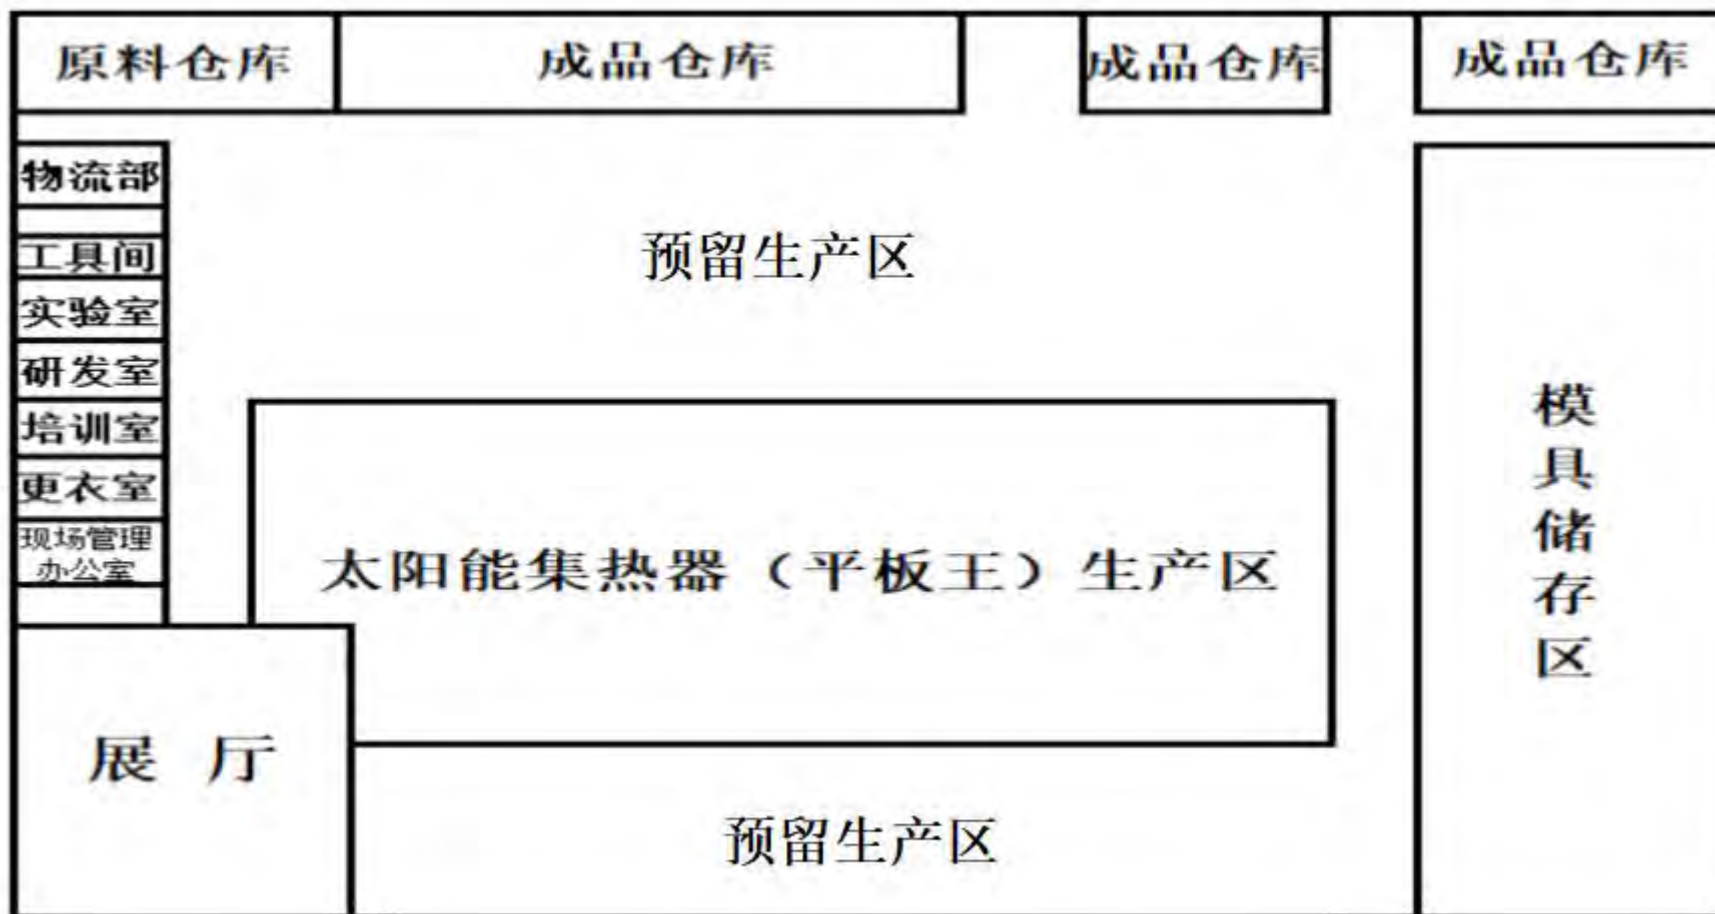 原料仓库
成品仓库
成品仓库
成品仓库
物流部
工具间
实验室
研发室
培训室
更衣室
现场管理
办公室
预留生产区
太阳能集热器（平板王）生产区
模具储存区
展 厅
预留生产区